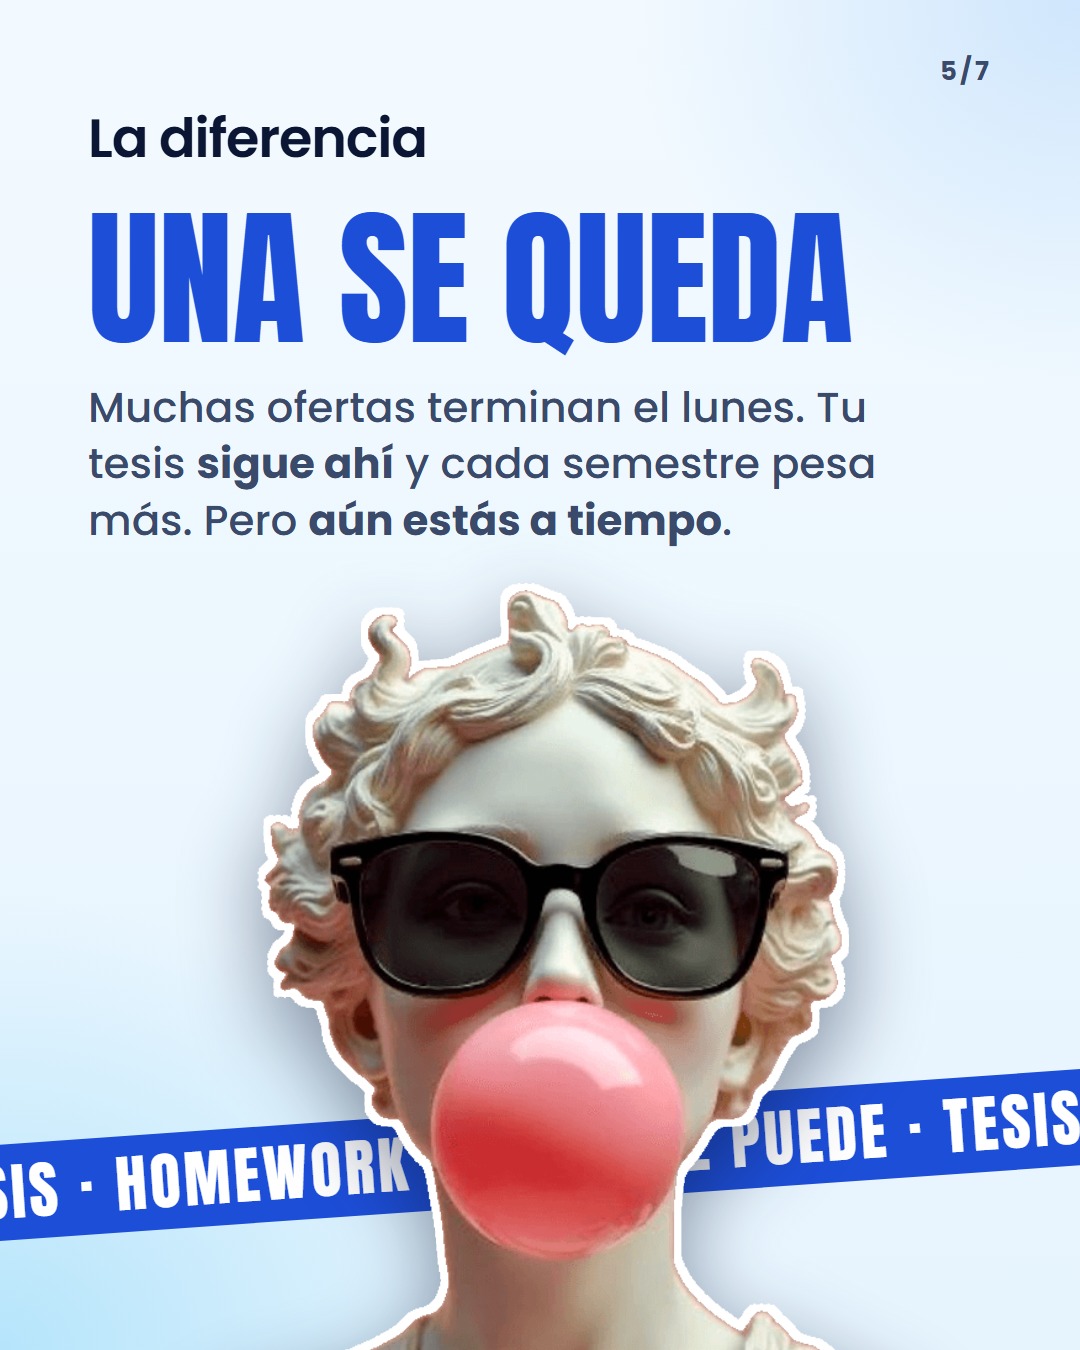 5/7
La diferencia
UNA SE QUEDA
Muchas ofertas terminan el lunes. Tu
tesis sigue ahí y cada semestre pesa
más. Pero aún estás a tiempo.
SIS · HOMEWORK PUEDE · TESIS